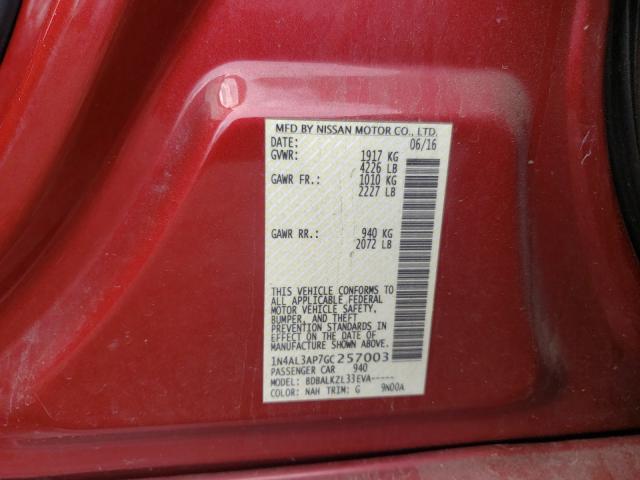 MFD BY NISSAN MOTOR CO., LTD.
DATE: 06/16
GVWR: 1917 KG
4226 LB
GAWR FR.: 1010 KG
2227 LB
GAWR RR.: 940 KG
2072 LB
THIS VEHICLE CONFORMS TO
ALL APPLICABLE FEDERAL
MOTOR VEHICLE SAFETY,
BUMPER, AND THEFT
PREVENTION STANDARDS IN
EFFECT ON THE DATE OF
MANUFACTURE SHOWN ABOVE.
1N4AL3AP7GC257003
PASSENGER CAR 940
MODEL: BDBALKZL33EVA-----
COLOR: NAH TRIM: G 9N00A